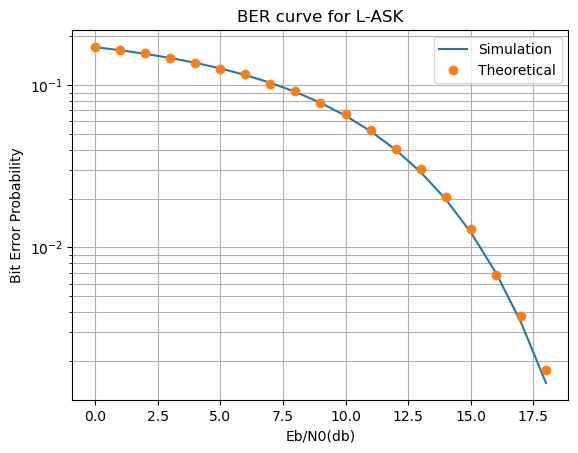 BER curve for L-ASK
Simulation
Theoretical
10⁻¹
10⁻²
Bit Error Probability
0.0 2.5 5.0 7.5 10.0 12.5 15.0 17.5
Eb/N0(db)